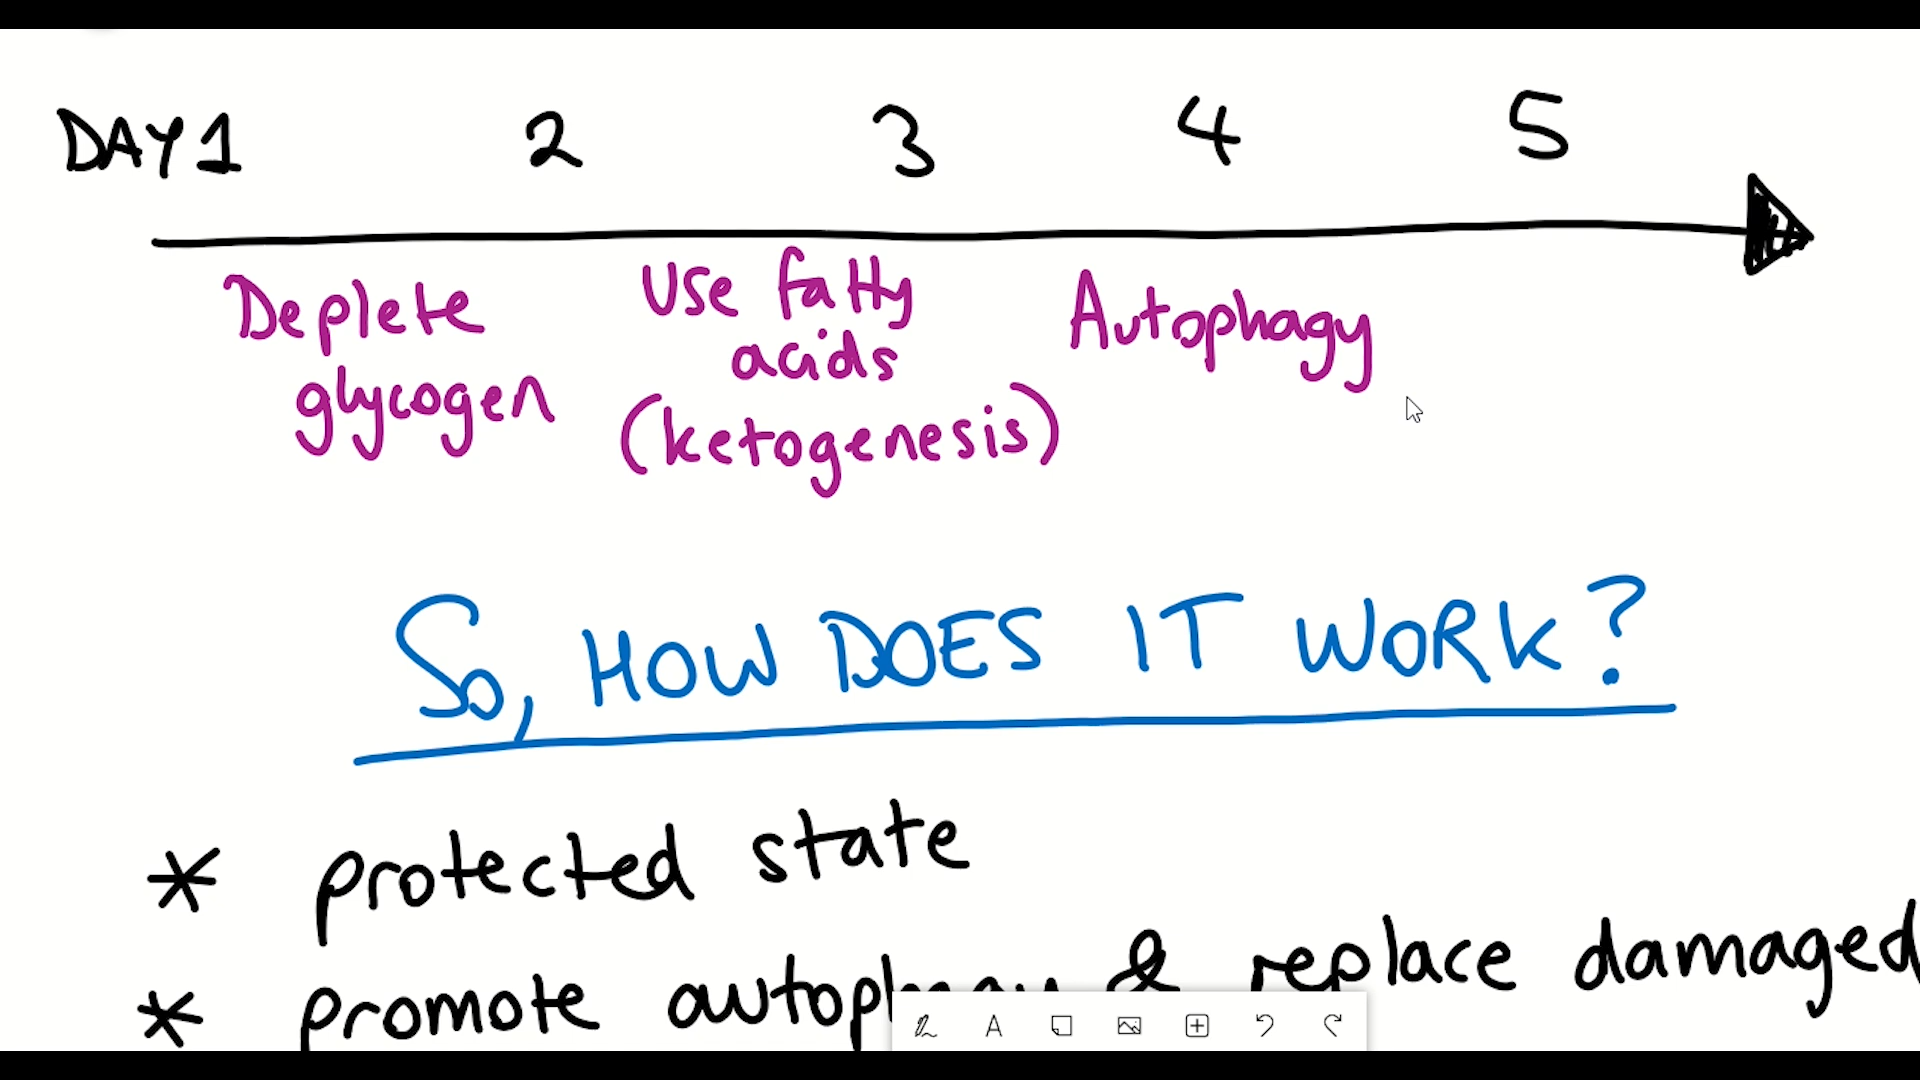 DAY 1 2 3 4 5
Deplete glycogen
Use fatty acids (ketogenesis)
Autophagy
So, HOW DOES IT WORK?
* protected state
* promote autophagy & replace damaged